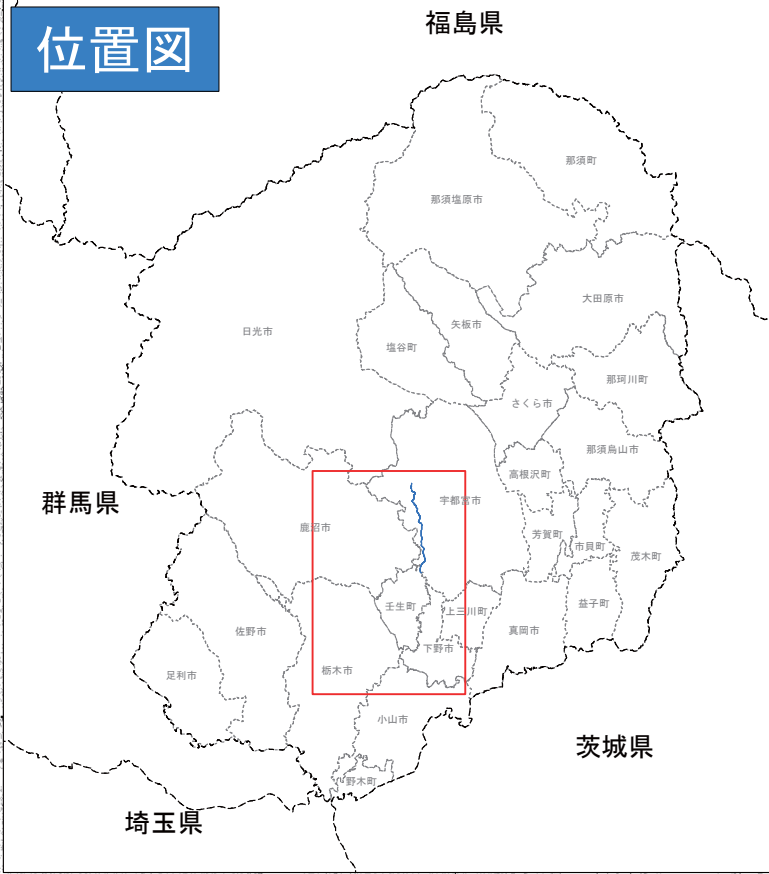 福島県
位置図
那須町
那須塩原市
大田原市
矢板市
日光市
塩谷町
那珂川町
さくら市
那須烏山市
高根沢町
宇都宮市
群馬県
鹿沼市
芳賀町
市貝町
茂木町
益子町
壬生町
上三川町
真岡市
佐野市
下野市
栃木市
足利市
小山市
茨城県
野木町
埼玉県